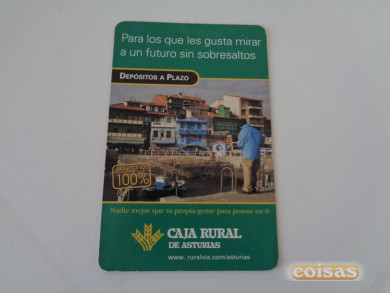 Para los que les gusta mirar
a un futuro sin sobresaltos
DEPÓSITOS A PLAZO
100%
Nadie mejor que tu propia gente para pensar en ti
CAJA RURAL
DE ASTURIAS
www. ruralvia.com/asturias
coisas